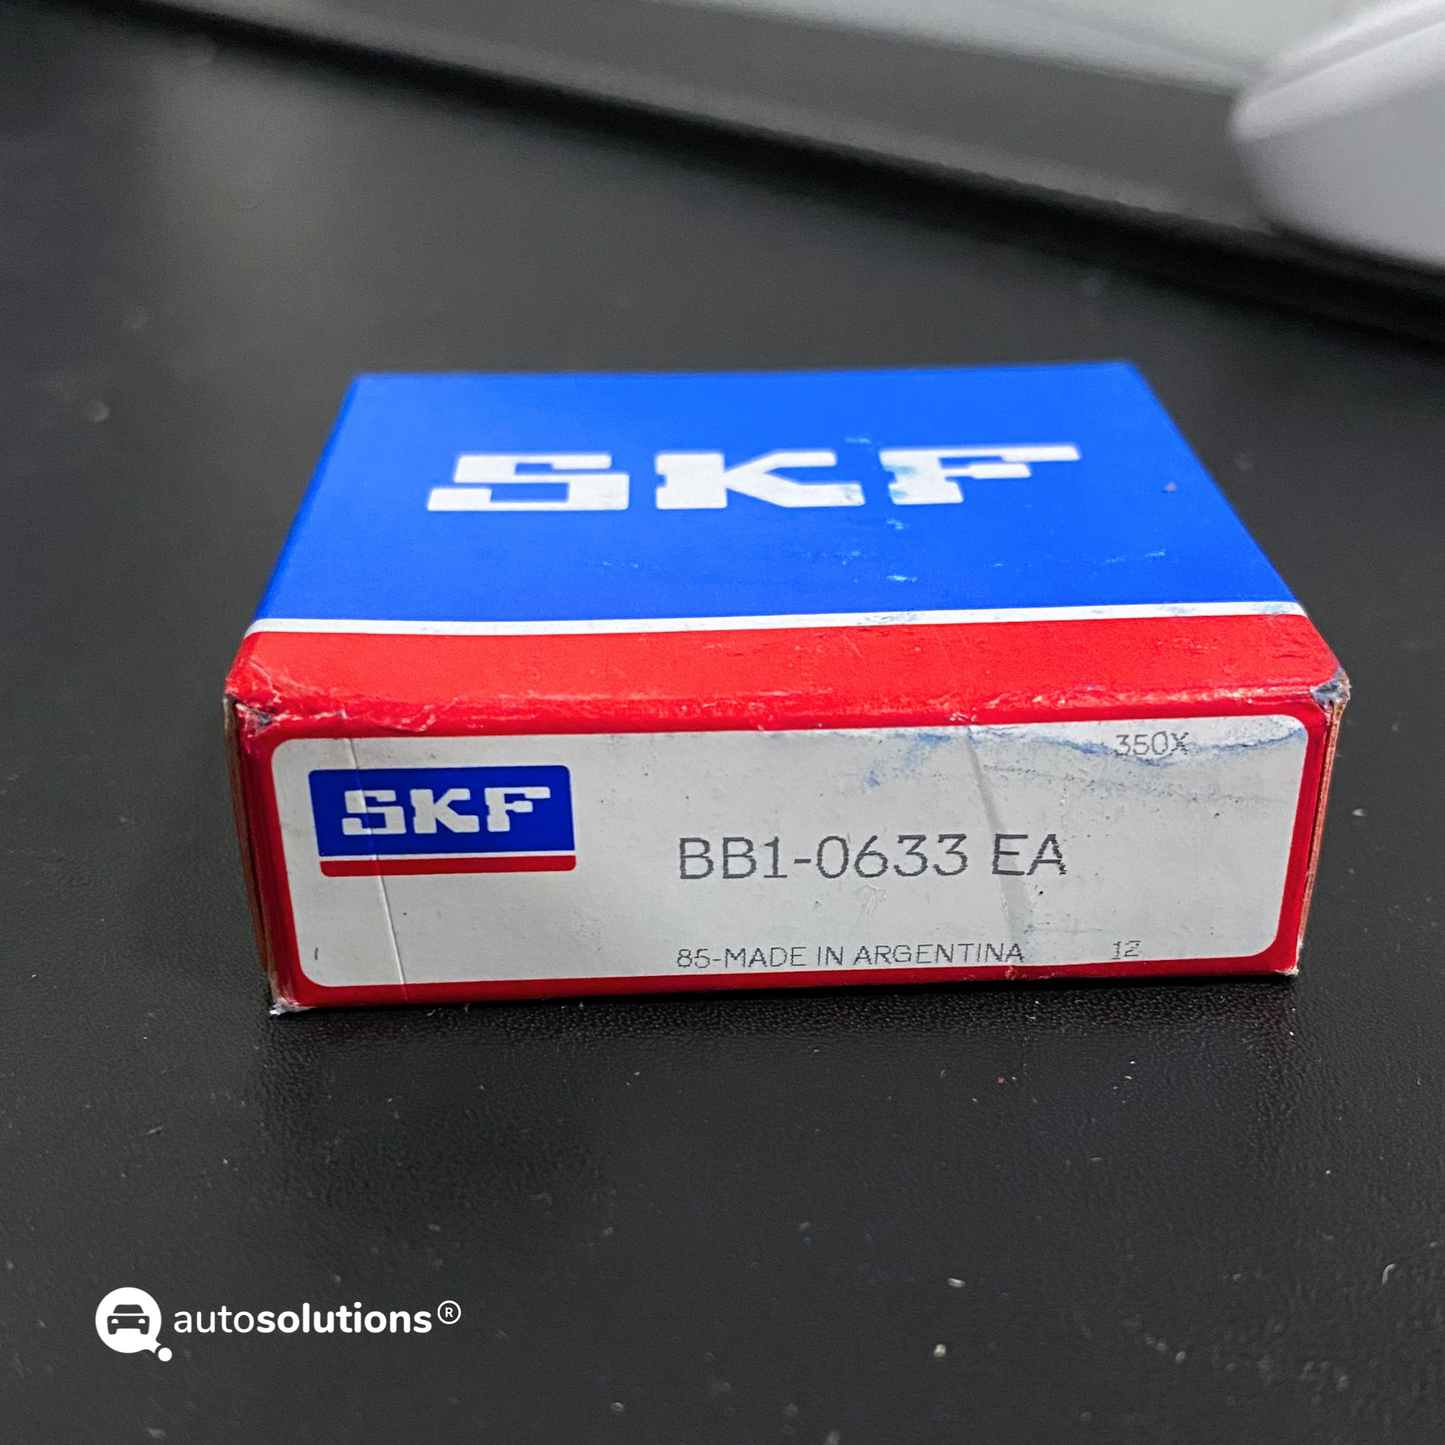 SKF
350X
SKF
BB1-0633 EA
85-MADE IN ARGENTINA 12
autosolutions®